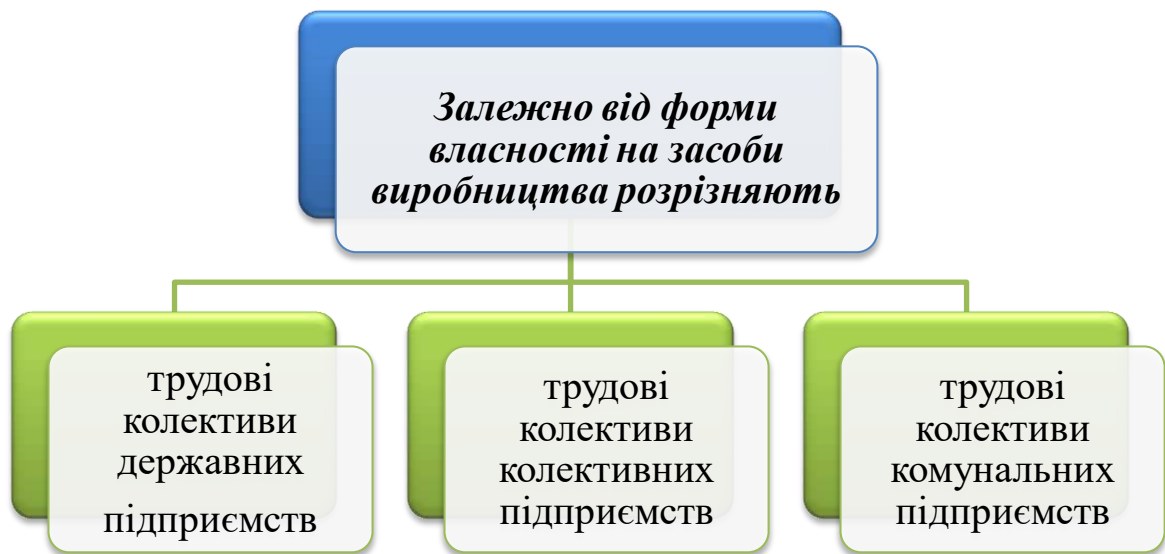 Залежно від форми
власності на засоби
виробництва розрізняють
трудові
колективи
державних
підприємств
трудові
колективи
колективних
підприємств
трудові
колективи
комунальних
підприємств